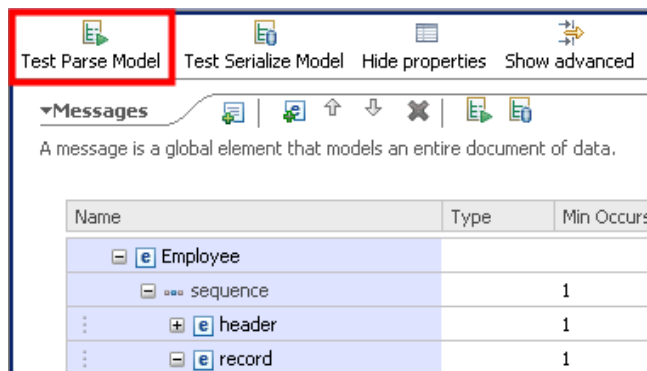 Test Parse Model Test Serialize Model Hide properties Show advanced
Messages
A message is a global element that models an entire document of data.
Name Type Min Occurs
e Employee
sequence 1
e header 1
e record 1